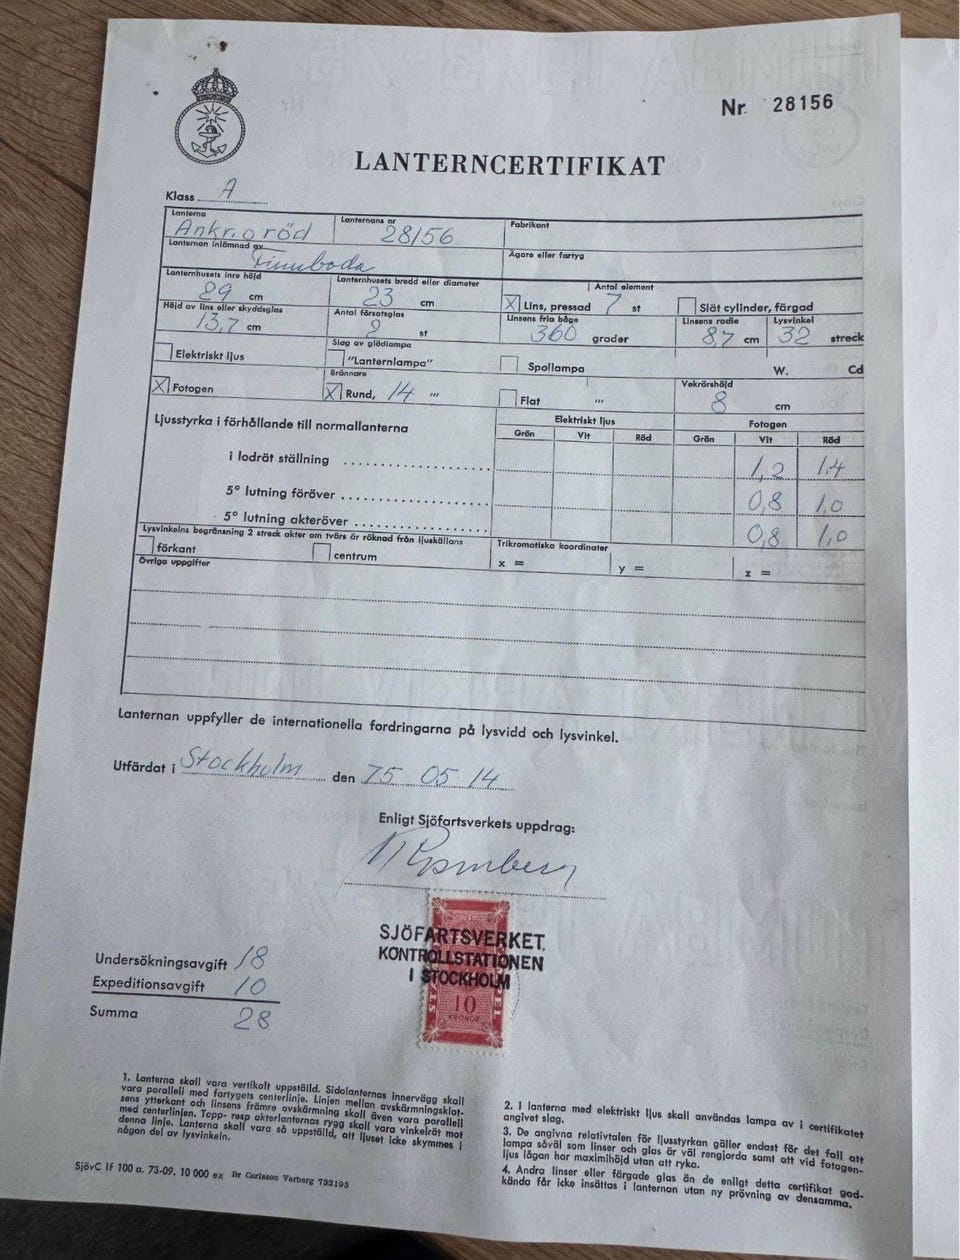 Nr. 28156
LANTERNCERTIFIKAT
Klass A
Lanterna
Ankr. o röd
Lanternans nr
28156
Fabrikant
Lanternan inlämnad av
Finnboda
Ägare eller fartyg
Lanternhusets inre höjd
29 cm
Lanternhusets bredd eller diameter
23 cm
X Lins, pressad
Antal element
7 st
Slät cylinder, färgad
Höjd av lins eller skyddsglas
13,7 cm
Antal försatsglas
2 st
Linsens fria båge
360 grader
Linsens radie
8,7 cm
Lysvinkel
32 streck
Elektriskt ljus
Slag av glödlampa
"Lanternlampa"
Spollampa
W. Cd
X Fotogen
Brännare
X Rund, 14 '''
Flat '''
Vekrörshöjd
8 cm
Ljusstyrka i förhållande till normallanterna
Elektriskt ljus Fotogen
Grön Vit Röd Grön Vit Röd
i lodrät ställning 1,2 1.4
5° lutning föröver 0,8 1,0
5° lutning akteröver 0,8 1,0
Lysvinkelns begränsning 2 streck akter om tvärs är räknad från ljuskällans
förkant centrum
Trikromatiska koordinater
x = y = z =
Övriga uppgifter
Lanternan uppfyller de internationella fordringarna på lysvidd och lysvinkel.
Utfärdat i Stockholm den 75 05 14
Enligt Sjöfartsverkets uppdrag:
SJÖFARTSVERKET,
KONTROLLSTATIONEN
I STOCKHOLM
10
KRONOR
Undersökningsavgift 18
Expeditionsavgift 10
Summa 28
1. Lanterna skall vara vertikalt uppställd. Sidolanternas innervägg skall
vara parallell med fartygets centerlinje. Linjen mellan avskärmningsklot-
sens ytterkant och linsens främre avskärmning skall även vara parallell
med centerlinjen. Topp- resp akterlanternas rygg skall vara vinkelrät mot
denna linje. Lanterna skall vara så uppställd, att ljuset icke skymmes i
någon del av lysvinkeln.
2. I lanterna med elektriskt ljus skall användas lampa av i certifikatet
angivet slag.
3. De angivna relativtalen för ljusstyrkan gäller endast för det fall att
lampa såväl som linser och glas är väl rengjorda samt att vid fotogen-
ljus lågan har maximihöjd utan att ryka.
4. Andra linser eller färgade glas än de enligt detta certifikat god-
kända får icke insättas i lanternan utan ny prövning av densamma.
SjövC lf 100 a. 73-09. 10 000 ex Br Carlsson Varberg 732195